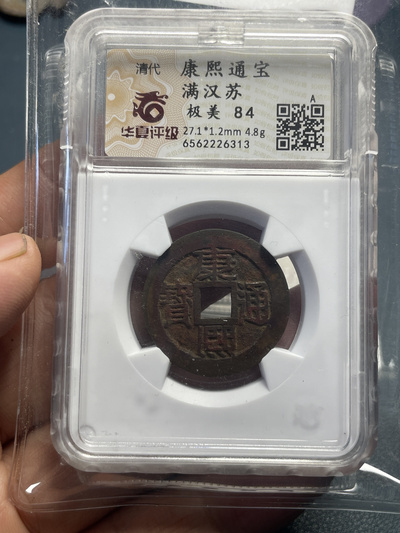 清代
康熙通宝
满汉苏
极美 84
A
华夏评级
27.1*1.2mm 4.8g
6562226313
康
寳 通
熙